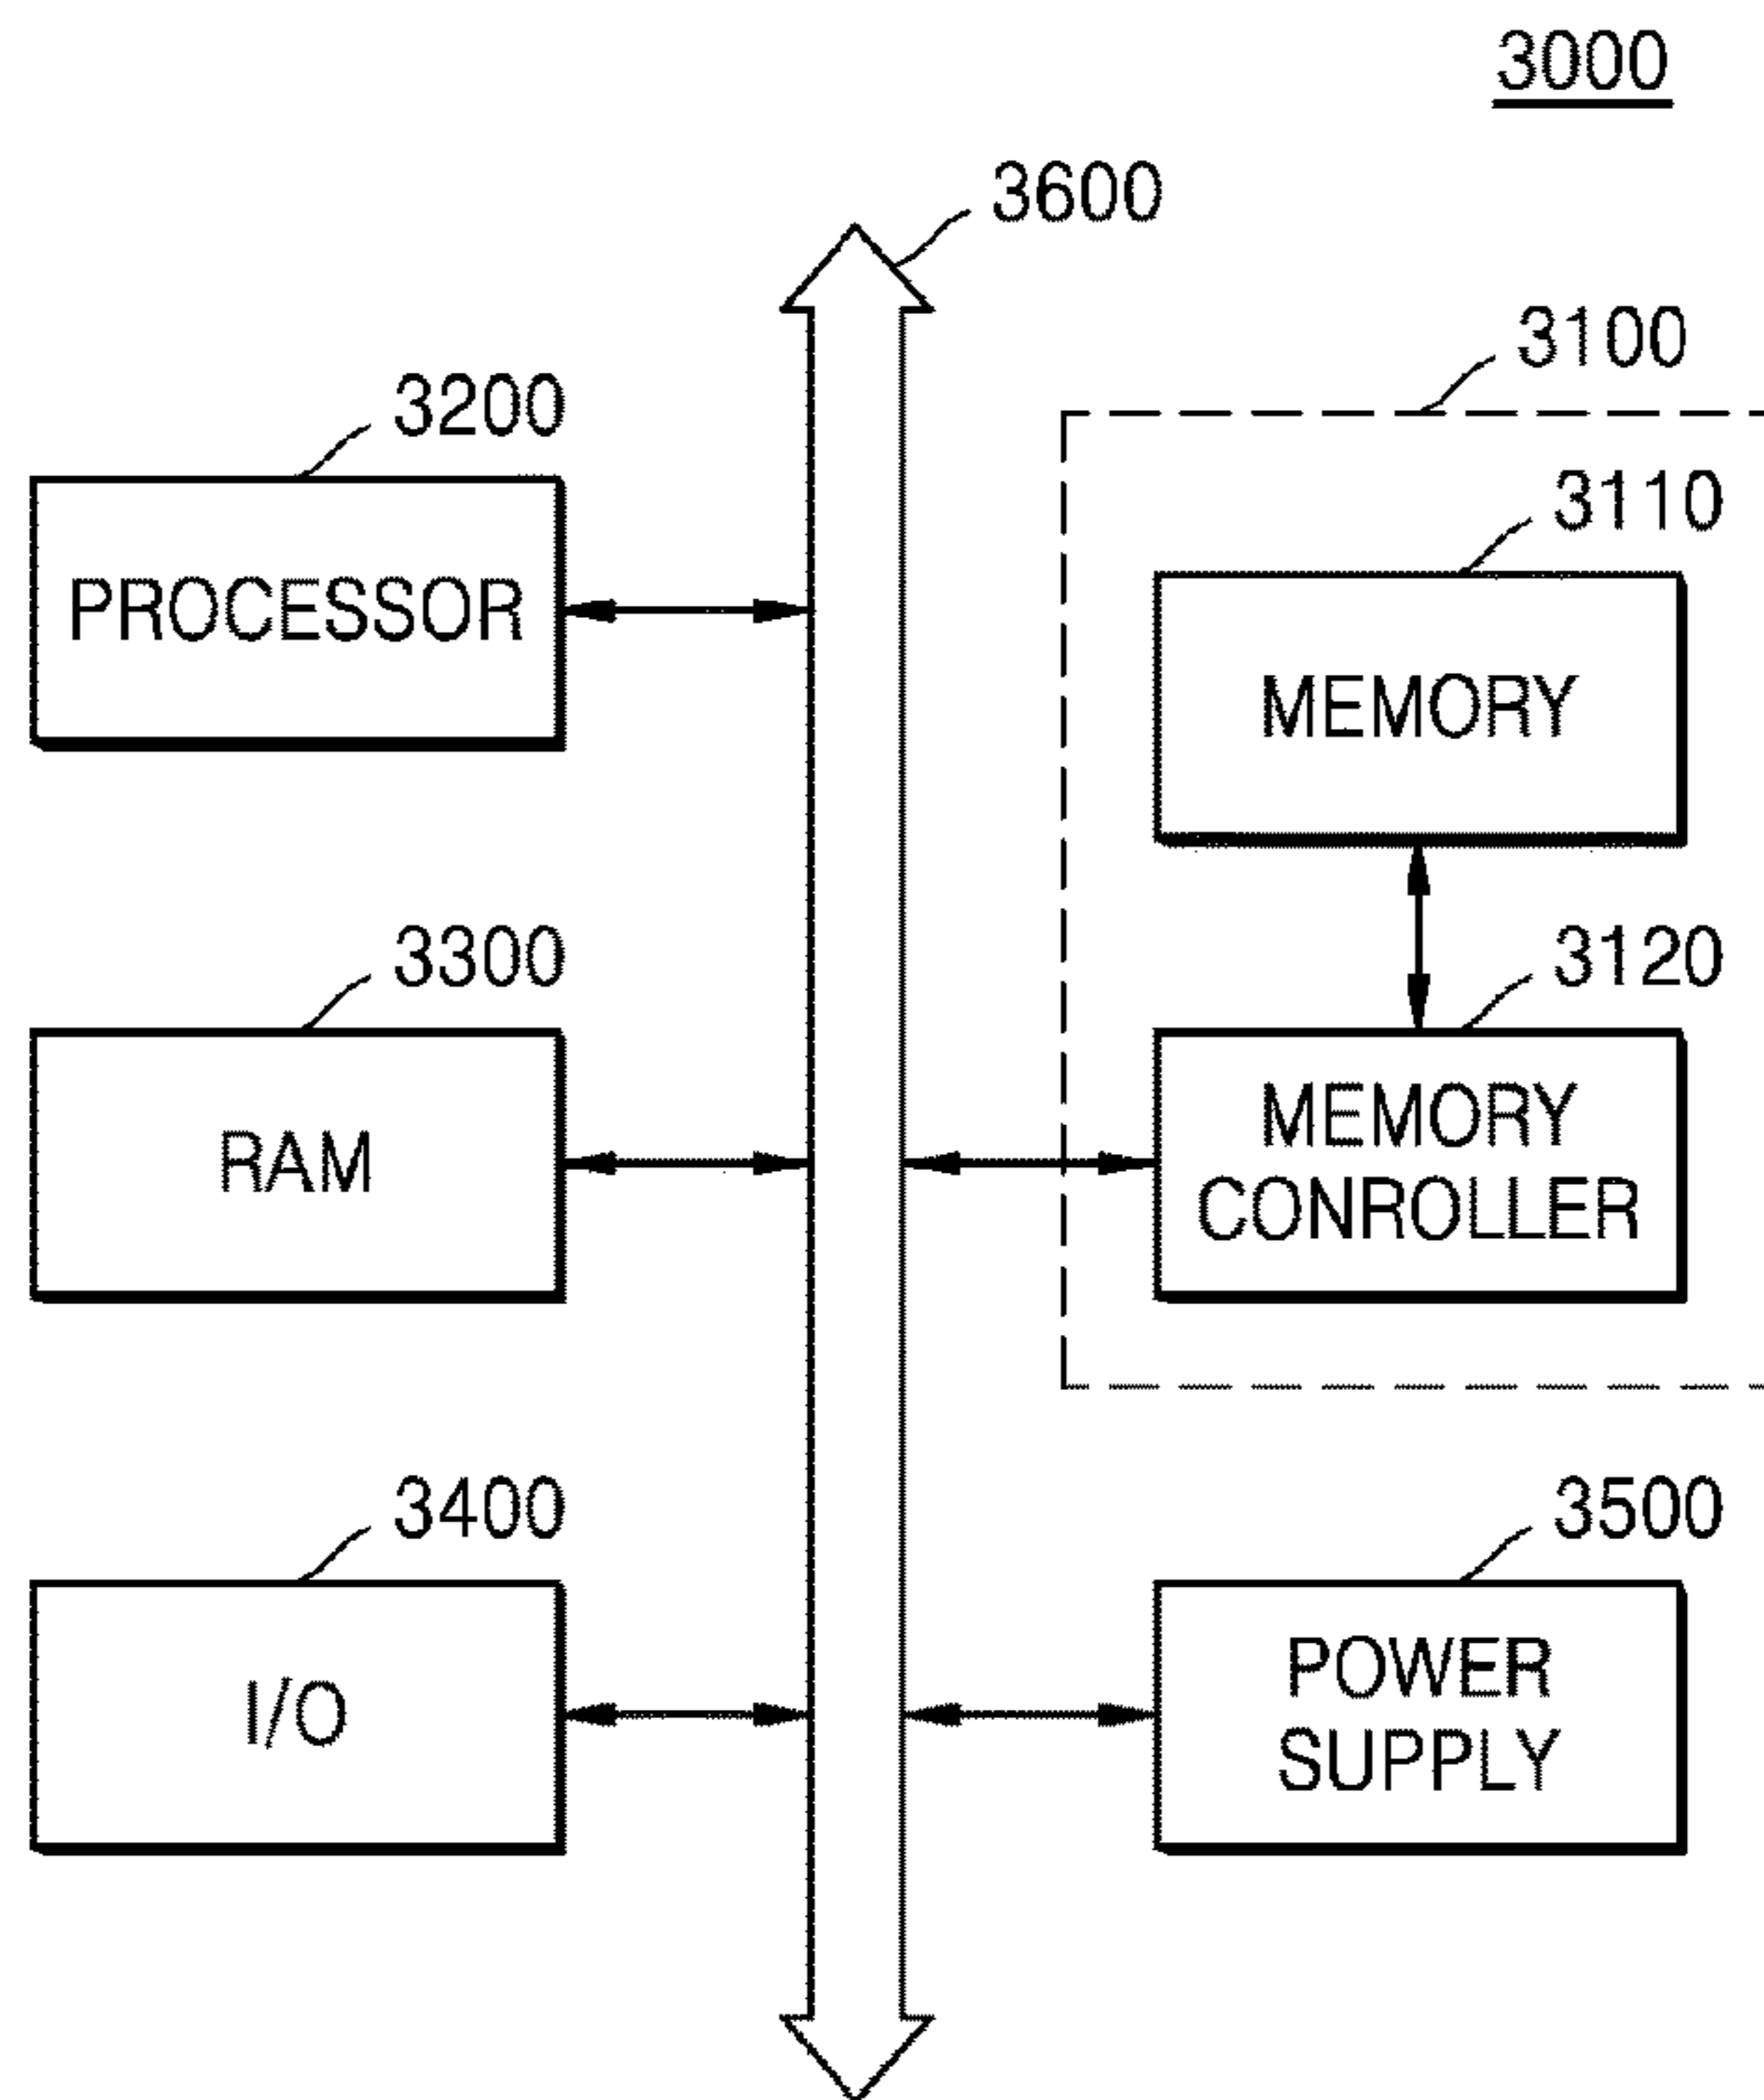 3000
3600
3100
3200
PROCESSOR
3110
MEMORY
3300
RAM
3120
MEMORY
CONROLLER
3400
I/O
3500
POWER
SUPPLY